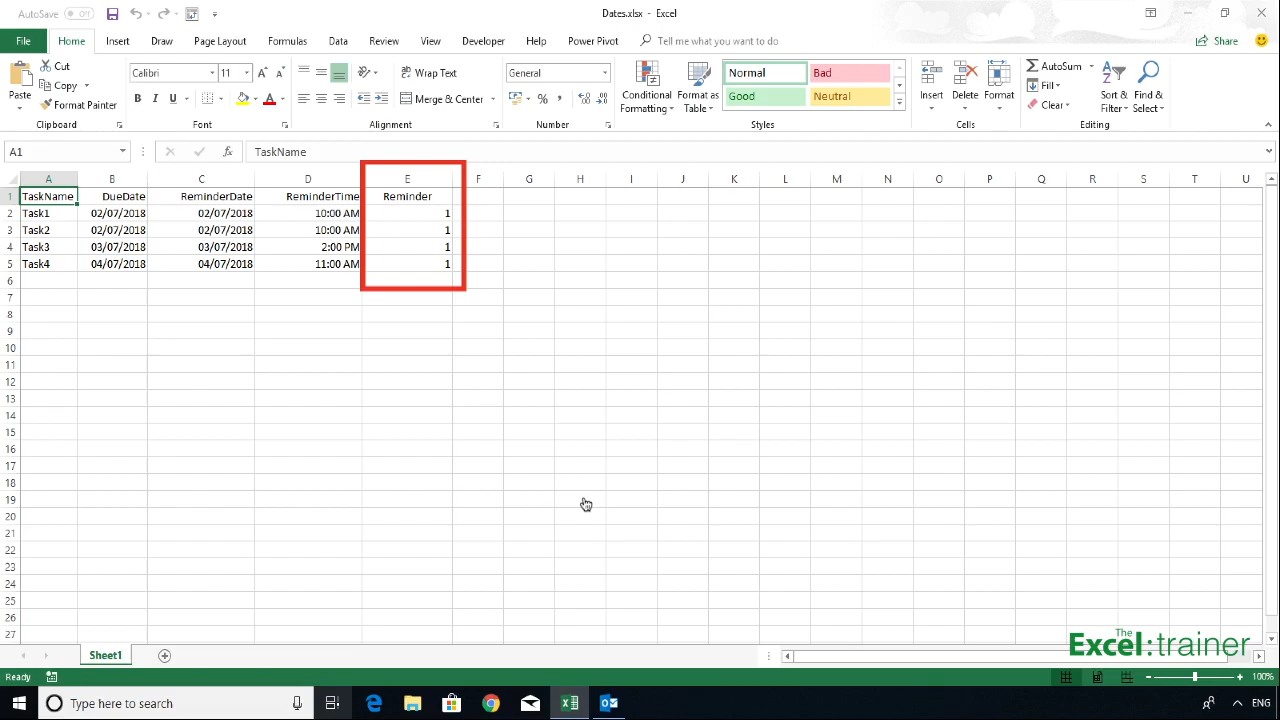 AutoSave Off Dates.xlsx - Excel
File Home Insert Draw Page Layout Formulas Data Review View Developer Help Power Pivot Tell me what you want to do Share
Paste Cut Copy Format Painter Clipboard
Calibri 11 B I U A Font
Wrap Text Merge & Center Alignment
General % Number
Conditional Formatting Format as Table Normal Bad Good Neutral Styles
Insert Delete Format Cells
AutoSum Fill Clear Sort & Filter Find & Select Editing
A1 fx TaskName
A B C D E F G H I J K L M N O P Q R S T U
1 TaskName DueDate ReminderDate ReminderTime Reminder
2 Task1 02/07/2018 02/07/2018 10:00 AM 1
3 Task2 02/07/2018 02/07/2018 10:00 AM 1
4 Task3 03/07/2018 03/07/2018 2:00 PM 1
5 Task4 04/07/2018 04/07/2018 11:00 AM 1
6
7
8
9
10
11
12
13
14
15
16
17
18
19
20
21
22
23
24
25
26
27
The
Excel:trainer
Sheet1
Ready 100%
Type here to search ENG